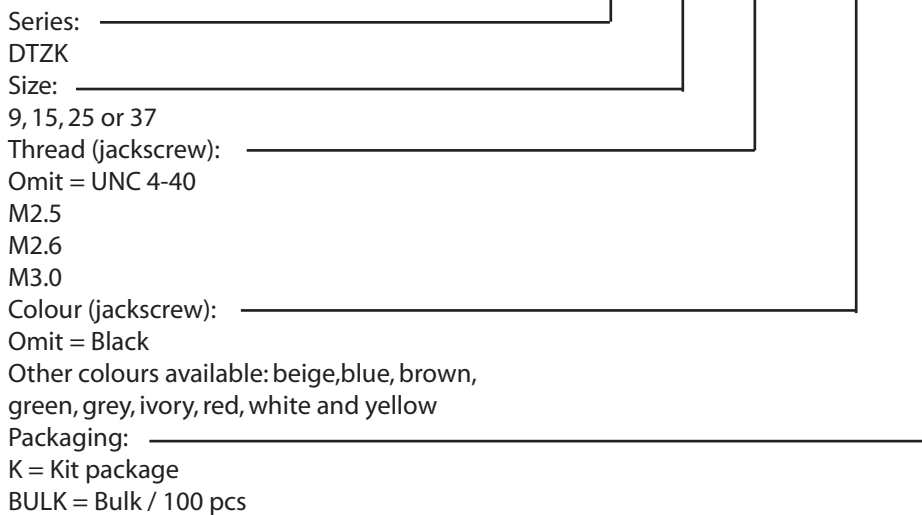 Series:
DTZK
Size:
9, 15, 25 or 37
Thread (jackscrew):
Omit = UNC 4-40
M2.5
M2.6
M3.0
Colour (jackscrew):
Omit = Black
Other colours available: beige,blue, brown,
green, grey, ivory, red, white and yellow
Packaging:
K = Kit package
BULK = Bulk / 100 pcs